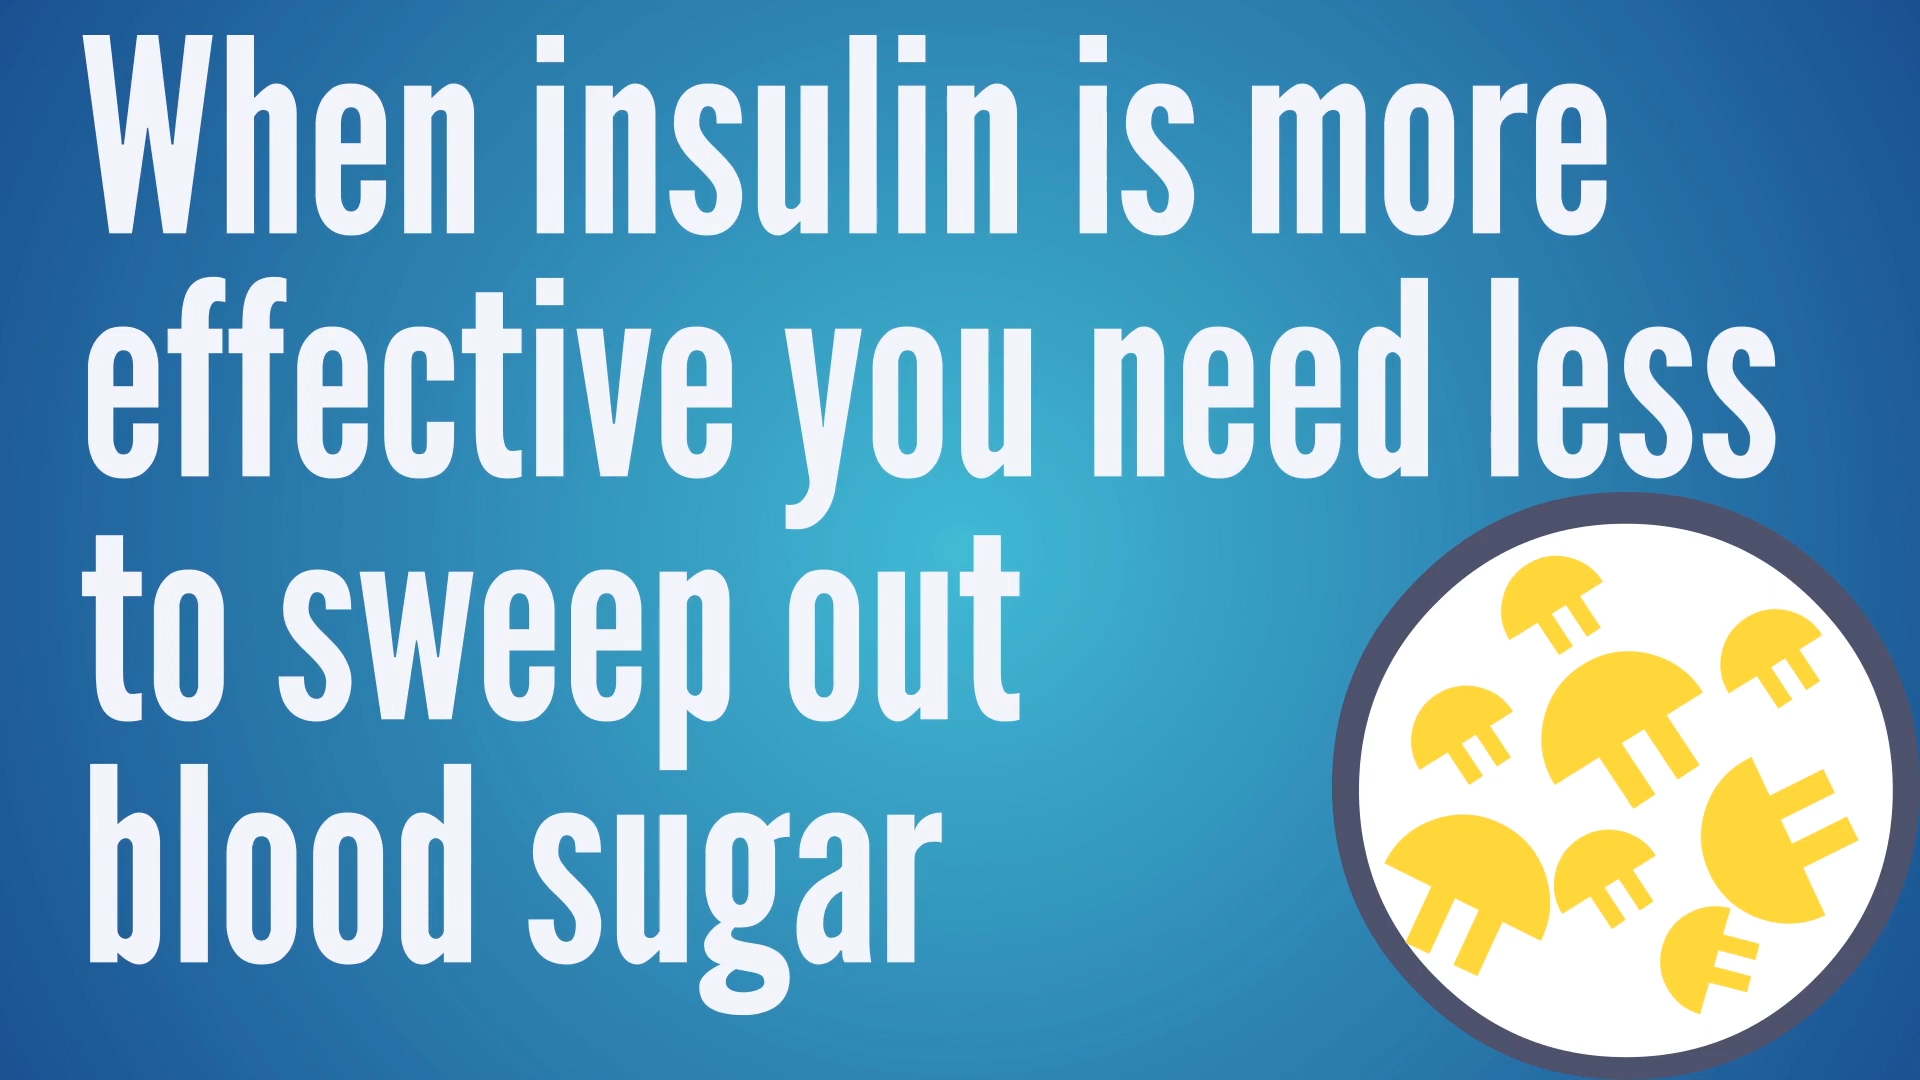 When insulin is more
effective you need less
to sweep out
blood sugar